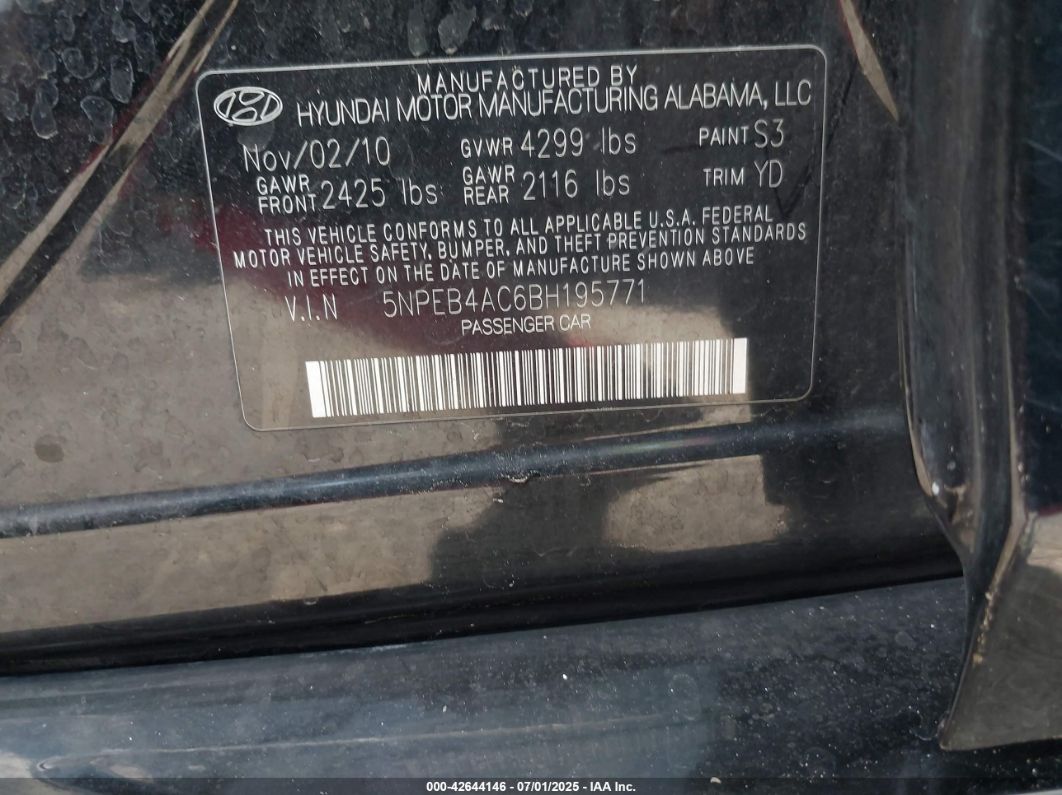 MANUFACTURED BY
HYUNDAI MOTOR MANUFACTURING ALABAMA, LLC
Nov/02/10 GVWR 4299 lbs PAINT S3
GAWR FRONT 2425 lbs GAWR REAR 2116 lbs TRIM YD
THIS VEHICLE CONFORMS TO ALL APPLICABLE U.S.A. FEDERAL
MOTOR VEHICLE SAFETY, BUMPER, AND THEFT PREVENTION STANDARDS
IN EFFECT ON THE DATE OF MANUFACTURE SHOWN ABOVE
V.I.N 5NPEB4AC6BH195771
PASSENGER CAR
000-42644146 - 07/01/2025 - IAA Inc.